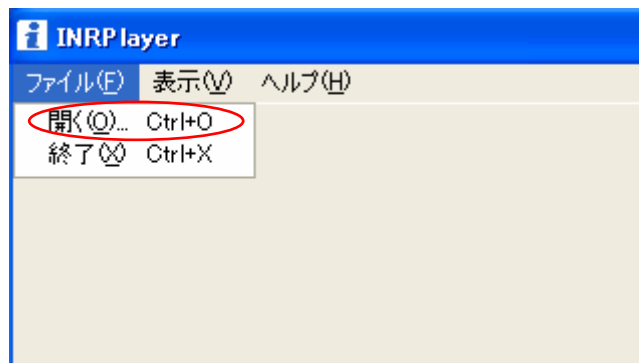 INRPlayer
ファイル(F) 表示(V) ヘルプ(H)
開く(O)... Ctrl+O
終了(X) Ctrl+X